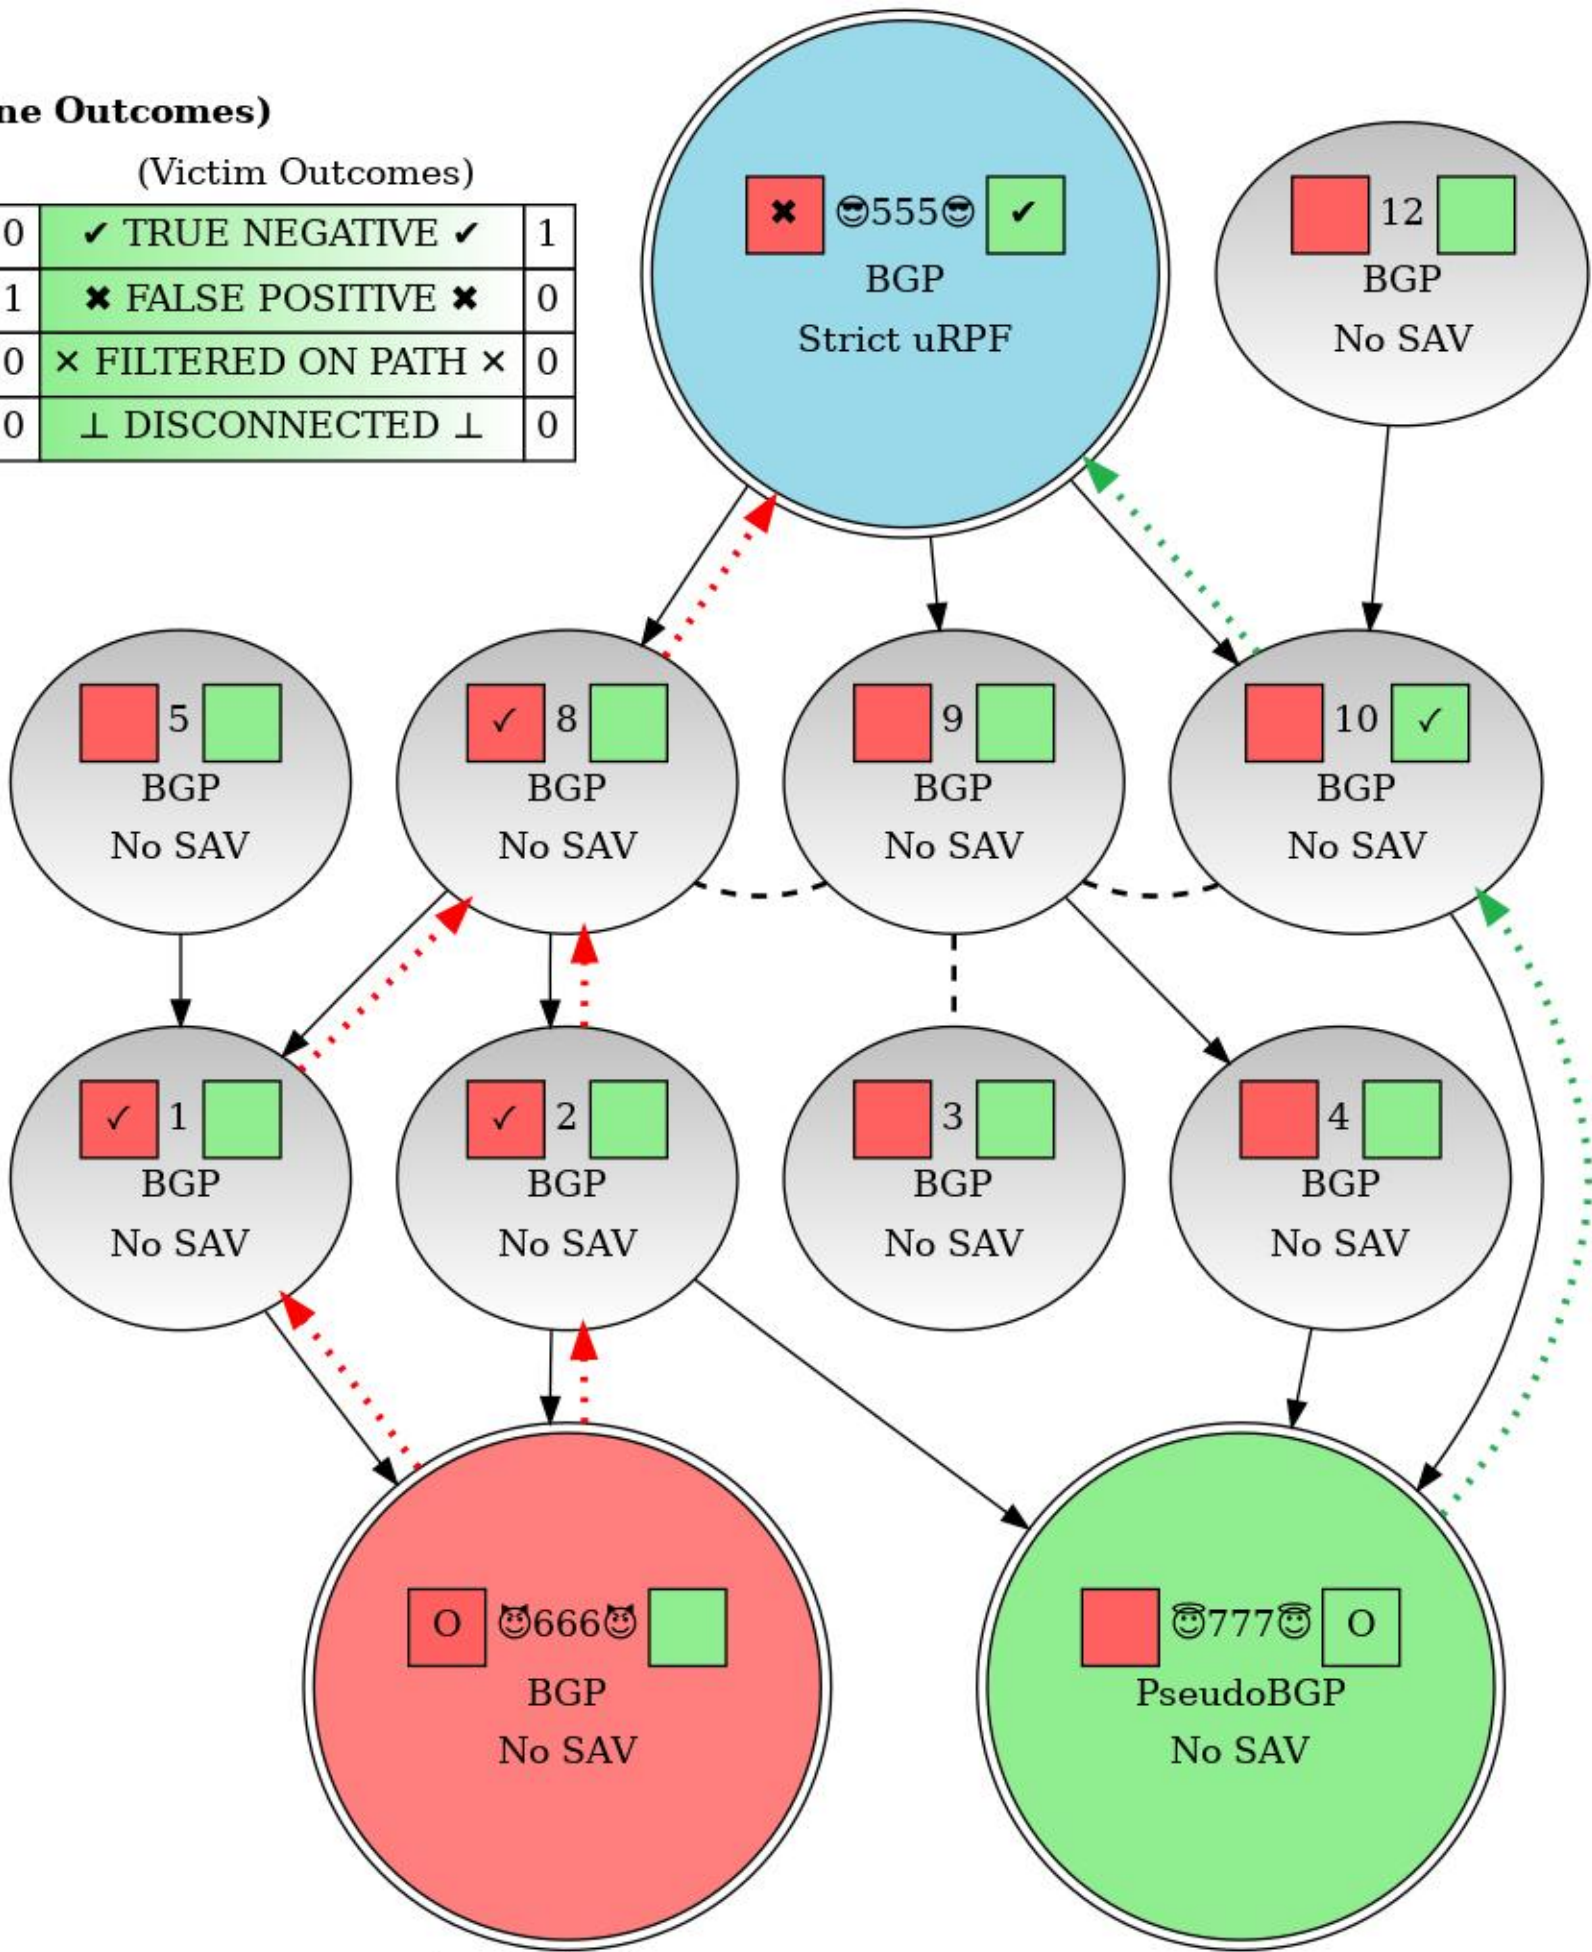 ne Outcomes)
(Victim Outcomes)
0 ✔ TRUE NEGATIVE ✔ 1
1 ✖ FALSE POSITIVE ✖ 0
0 ✕ FILTERED ON PATH ✕ 0
0 ⊥ DISCONNECTED ⊥ 0
✖ 😎555😎 ✔
BGP
Strict uRPF
12
BGP
No SAV
5
BGP
No SAV
✓ 8
BGP
No SAV
9
BGP
No SAV
10 ✓
BGP
No SAV
✓ 1
BGP
No SAV
✓ 2
BGP
No SAV
3
BGP
No SAV
4
BGP
No SAV
O 😈666😈
BGP
No SAV
😇777😇 O
PseudoBGP
No SAV